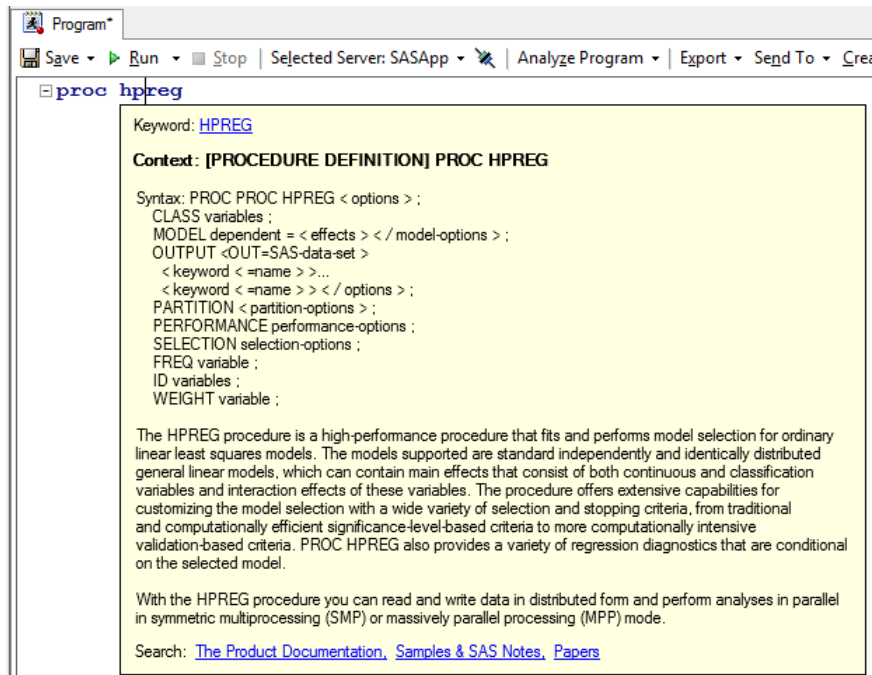 Program*
Save Run Stop Selected Server: SASApp Analyze Program Export Send To
proc hpreg
Keyword: HPREG
Context: [PROCEDURE DEFINITION] PROC HPREG
Syntax: PROC PROC HPREG < options > ;
CLASS variables ;
MODEL dependent = < effects > < / model-options > ;
OUTPUT <OUT=SAS-data-set >
< keyword < =name > >...
< keyword < =name > > < / options > ;
PARTITION < partition-options > ;
PERFORMANCE performance-options ;
SELECTION selection-options ;
FREQ variable ;
ID variables ;
WEIGHT variable ;
The HPREG procedure is a high-performance procedure that fits and performs model selection for ordinary
linear least squares models. The models supported are standard independently and identically distributed
general linear models, which can contain main effects that consist of both continuous and classification
variables and interaction effects of these variables. The procedure offers extensive capabilities for
customizing the model selection with a wide variety of selection and stopping criteria, from traditional
and computationally efficient significance-level-based criteria to more computationally intensive
validation-based criteria. PROC HPREG also provides a variety of regression diagnostics that are conditional
on the selected model.
With the HPREG procedure you can read and write data in distributed form and perform analyses in parallel
in symmetric multiprocessing (SMP) or massively parallel processing (MPP) mode.
Search: The Product Documentation, Samples & SAS Notes, Papers